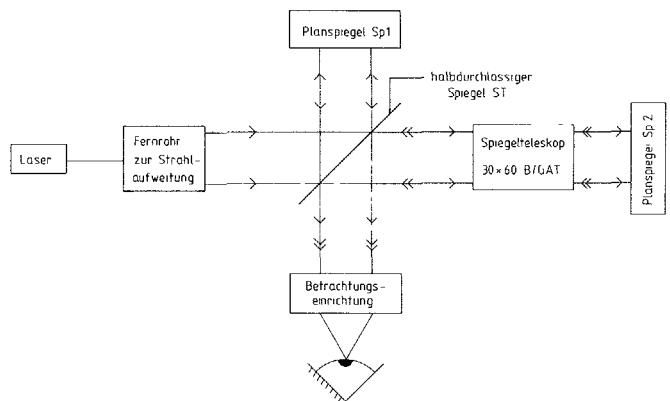 Planspiegel Sp1
halbdurchlässiger
Spiegel ST
Laser
Fernrohr
zur Strahl-
aufweitung
Spiegelteleskop
30×60 B/GAT
Planspiegel Sp 2
Betrachtungs-
einrichtung